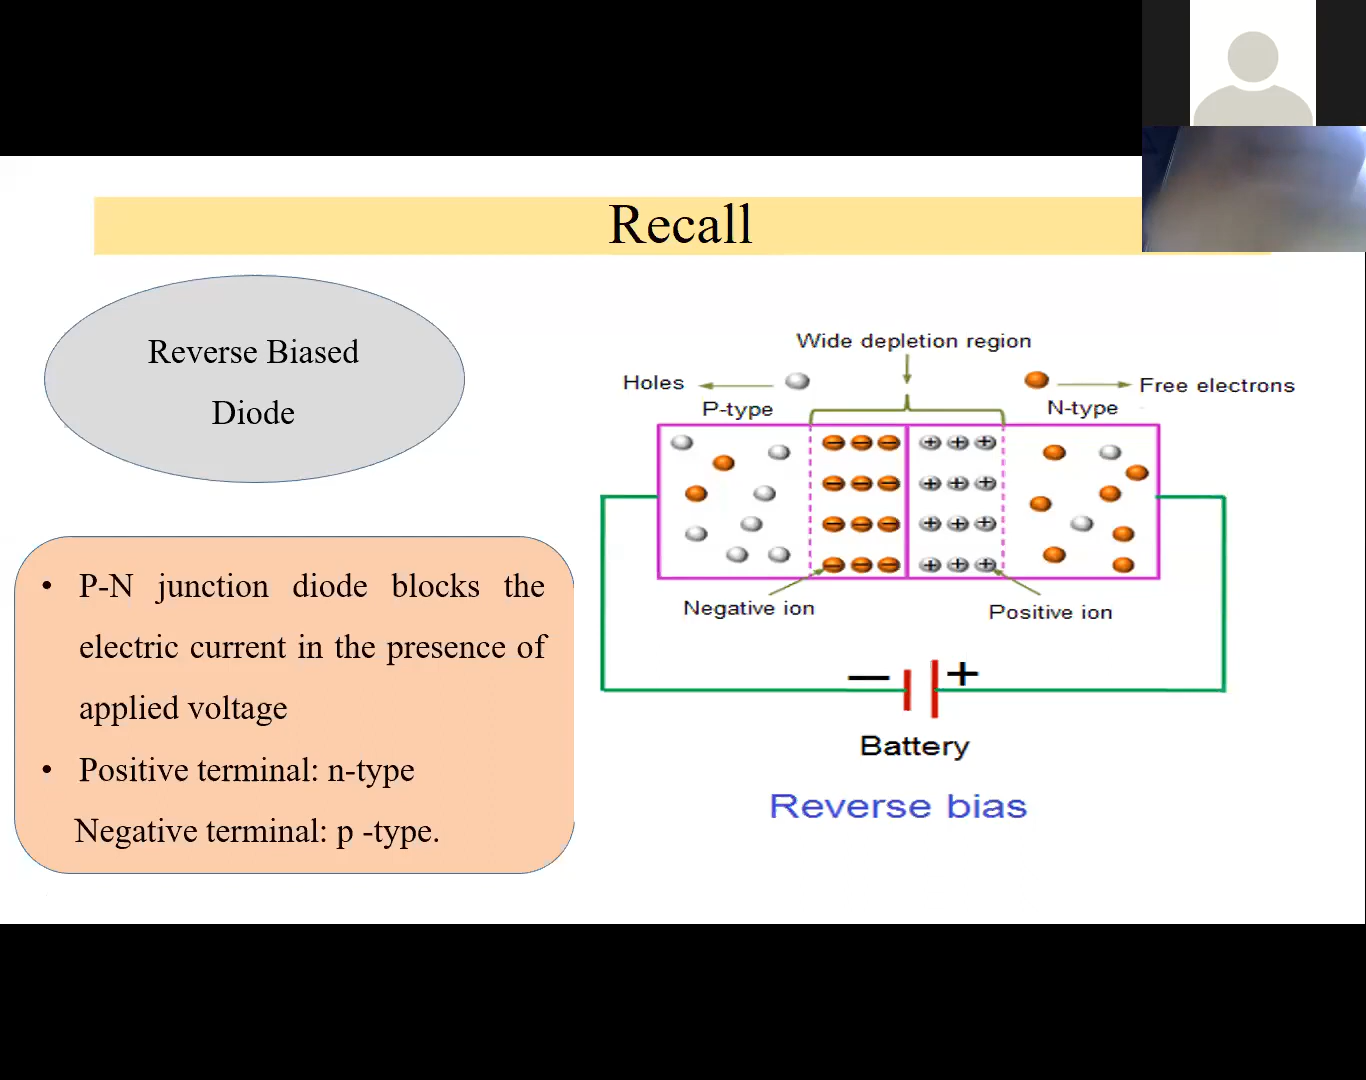 Recall
Reverse Biased
Diode
• P-N junction diode blocks the
electric current in the presence of
applied voltage
• Positive terminal: n-type
Negative terminal: p -type.
Wide depletion region
Holes
Free electrons
P-type
N-type
Negative ion
Positive ion
– +
Battery
Reverse bias